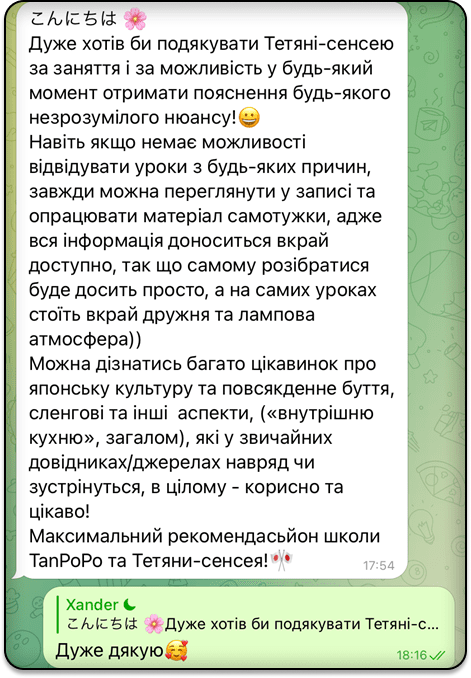 こんにちは 🌸
Дуже хотів би подякувати Тетяні-сенсею
за заняття і за можливість у будь-який
момент отримати пояснення будь-якого
незрозумілого нюансу!😀
Навіть якщо немає можливості
відвідувати уроки з будь-яких причин,
завжди можна переглянути у записі та
опрацювати матеріал самотужки, адже
вся інформація доноситься вкрай
доступно, так що самому розібратися
буде досить просто, а на самих уроках
стоїть вкрай дружня та лампова
атмосфера))
Можна дізнатись багато цікавинок про
японську культуру та повсякденне буття,
сленгові та інші аспекти, («внутрішню
кухню», загалом), які у звичайних
довідниках/джерелах навряд чи
зустрінуться, в цілому - корисно та
цікаво!
Максимальний рекомендасьйон школи
TanPoPo та Тетяни-сенсея!🎌
17:54
Xander
こんにちは 🌸Дуже хотів би подякувати Тетяні-с...
Дуже дякую🥰
18:16